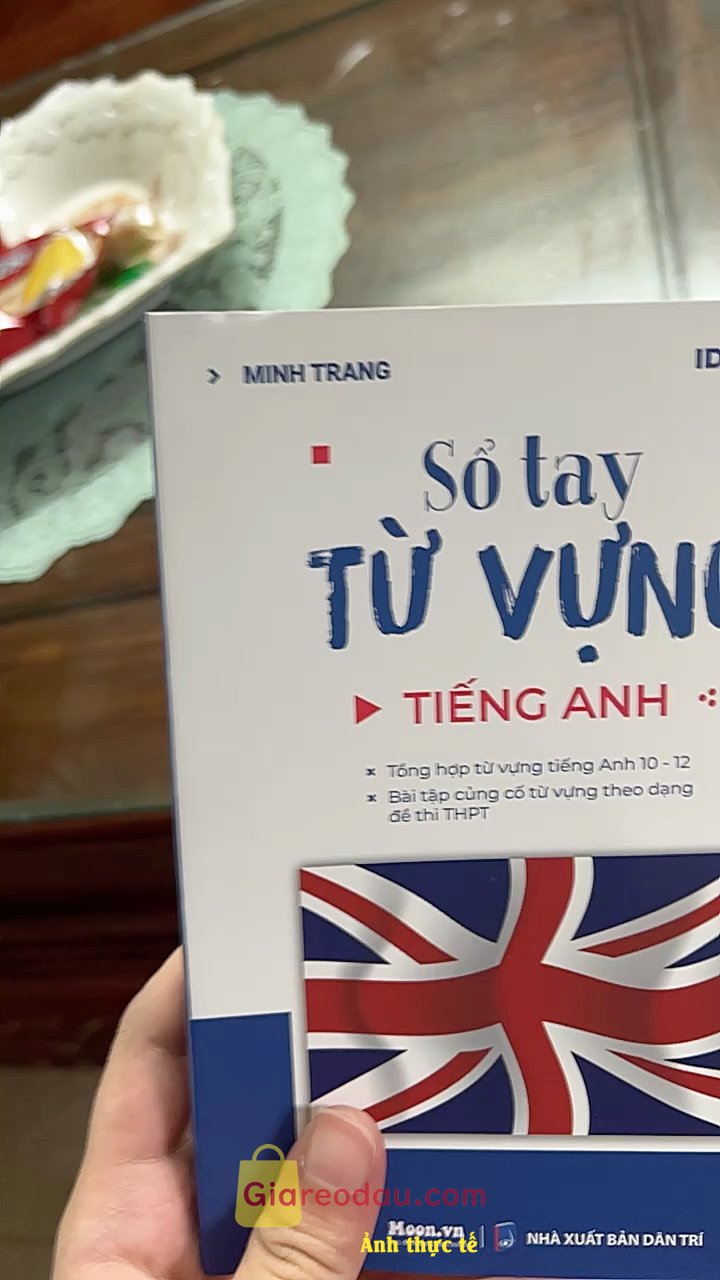 MINH TRANG
ID
Sổ tay
TỪ VỰNG
TIẾNG ANH
Tổng hợp từ vựng tiếng Anh 10 - 12
Bài tập củng cố từ vựng theo dạng
đề thi THPT
Giareodau.com
Moon.vn
NHÀ XUẤT BẢN DÂN TRÍ
Ảnh thực tế